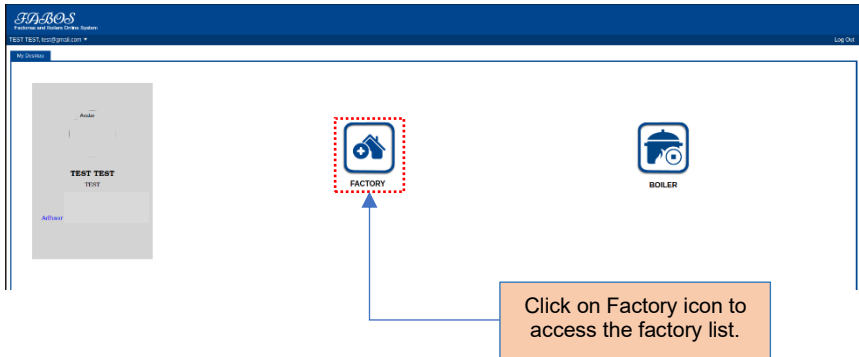 FABOS
Factories and Boilers Online System
TEST TEST, test@gmail.com ▼
Log Out
My Desktop
Avatar
TEST TEST
TEST
Adhaar
FACTORY
BOILER
Click on Factory icon to
access the factory list.